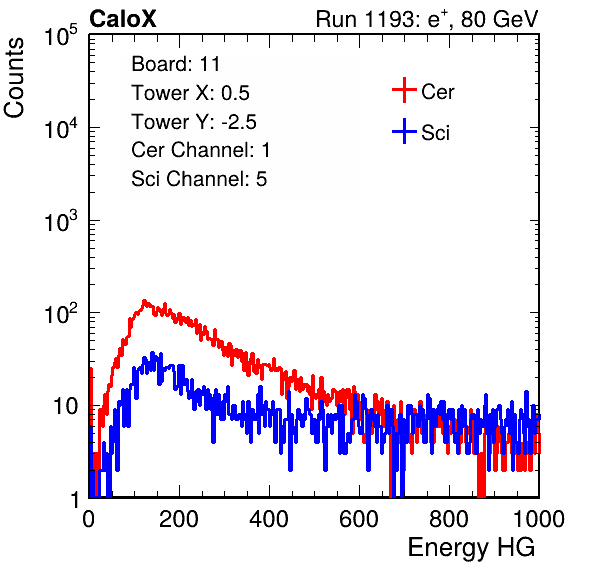 CaloX Run 1193: e⁺, 80 GeV
Counts
Board: 11
Tower X: 0.5
Tower Y: -2.5
Cer Channel: 1
Sci Channel: 5
Cer
Sci
10⁵
10⁴
10³
10²
10
1
0 200 400 600 800 1000
Energy HG